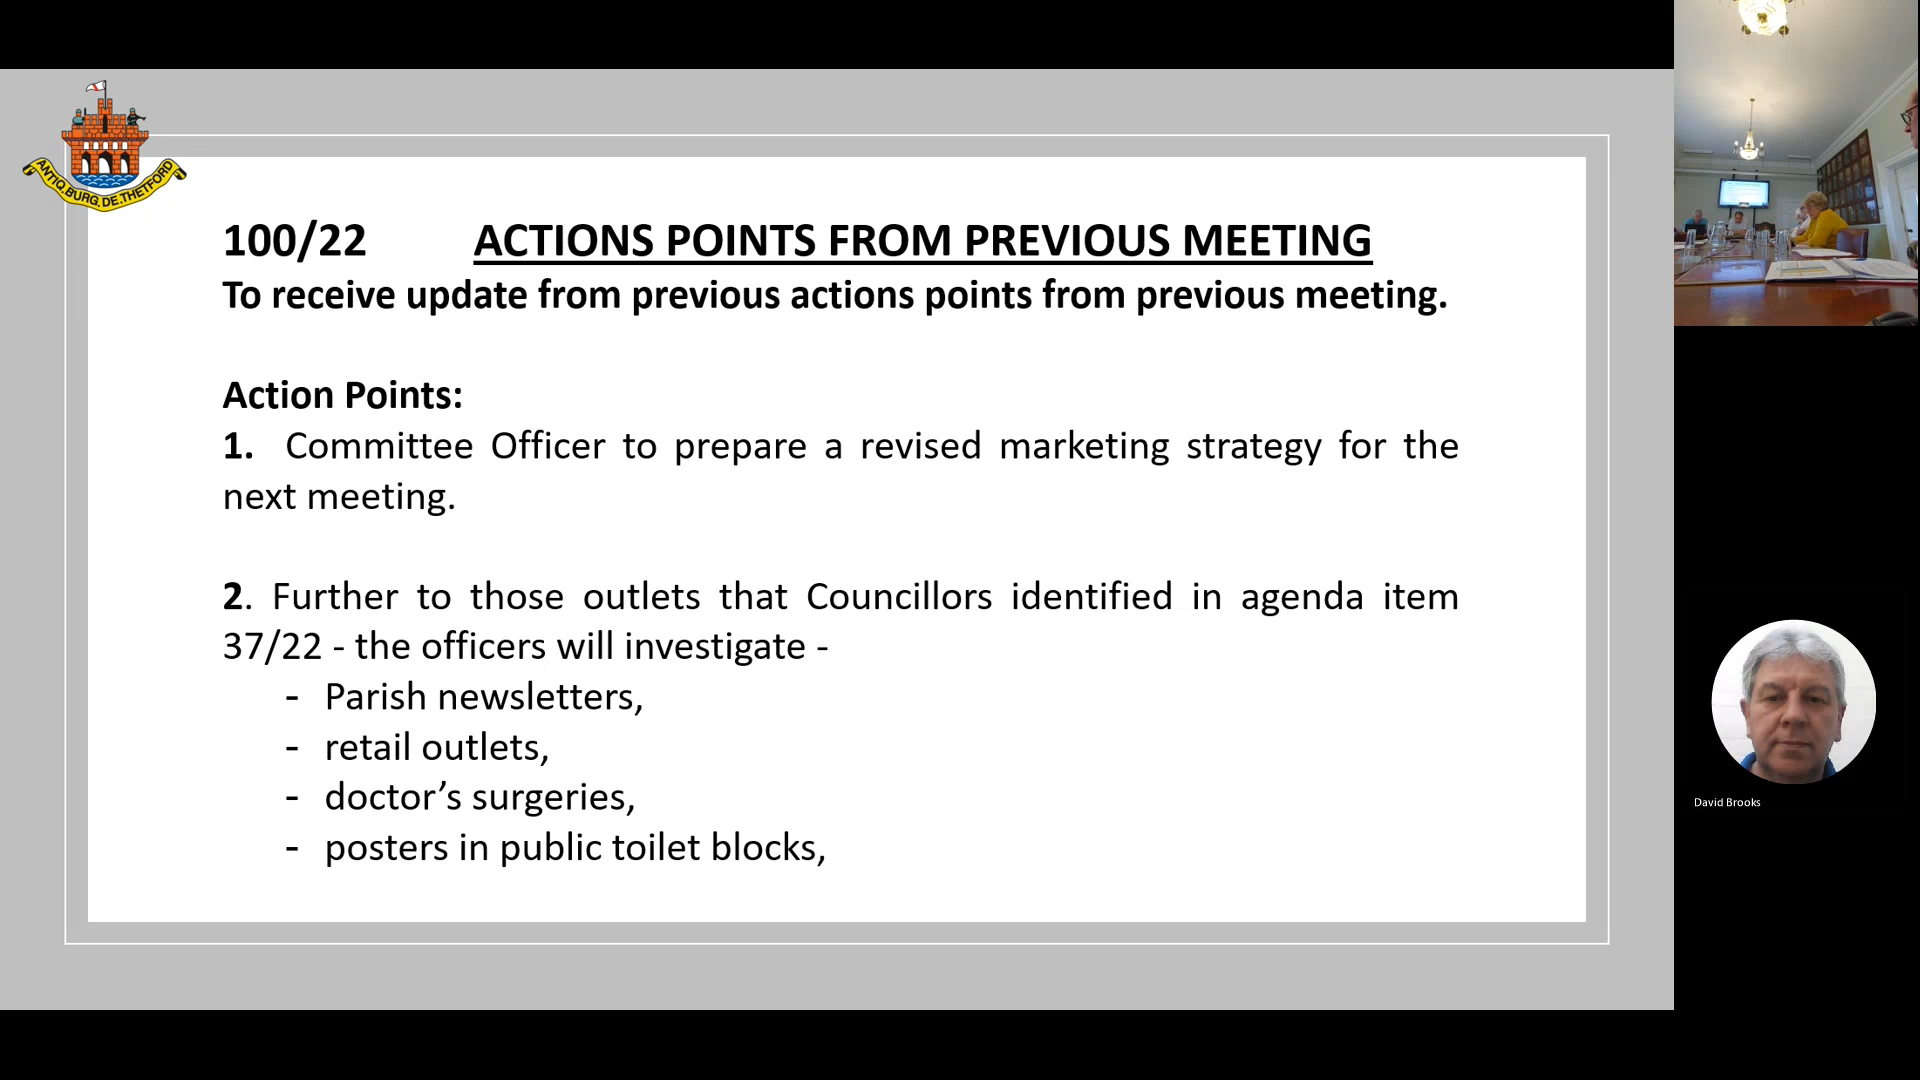 ANTIQ.BURG.DE.THETFORD
100/22 ACTIONS POINTS FROM PREVIOUS MEETING
To receive update from previous actions points from previous meeting.
Action Points:
1. Committee Officer to prepare a revised marketing strategy for the
next meeting.
2. Further to those outlets that Councillors identified in agenda item
37/22 - the officers will investigate -
- Parish newsletters,
- retail outlets,
- doctor’s surgeries,
- posters in public toilet blocks,
David Brooks